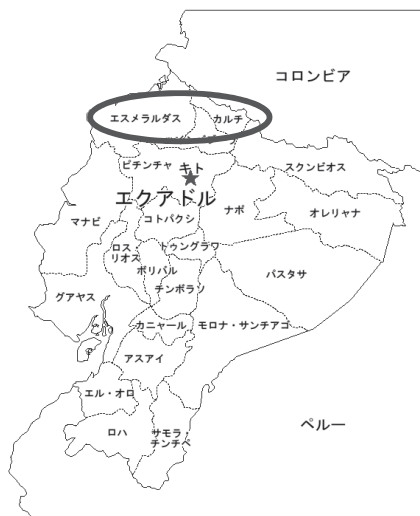 コロンビア
エスメラルダス
カルチ
ピチンチャ
キト
スクンビオス
エクアドル
マナビ
コトパクシ
ナポ
オレリャナ
ロス
リオス
トゥングラワ
ボリバル
パスタサ
チンボラソ
グアヤス
カニャール
モロナ・サンチアゴ
アスアイ
エル・オロ
ペルー
ロハ
サモラ・
チンチペ